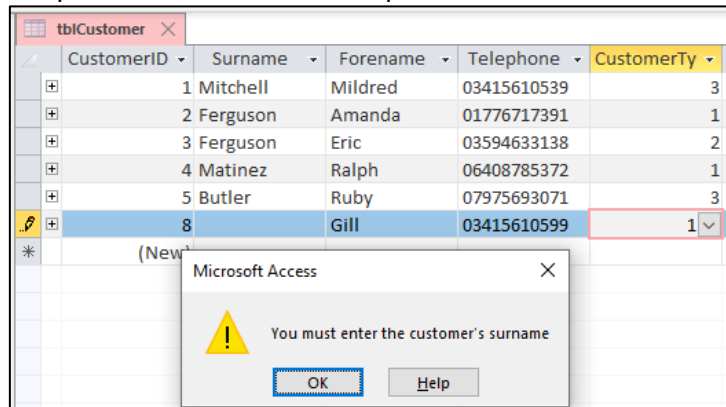 tblCustomer
CustomerID Surname Forename Telephone CustomerTy
1 Mitchell Mildred 03415610539 3
2 Ferguson Amanda 01776717391 1
3 Ferguson Eric 03594633138 2
4 Matinez Ralph 06408785372 1
5 Butler Ruby 07975693071 3
8 Gill 03415610599 1
(New)
Microsoft Access
You must enter the customer's surname
OK Help